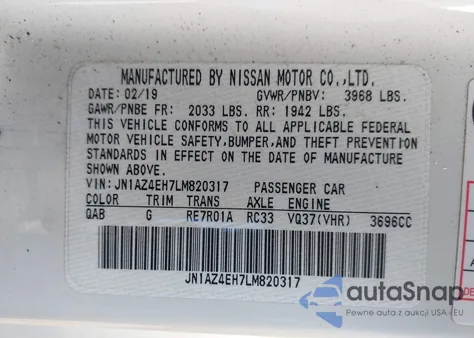 MANUFACTURED BY NISSAN MOTOR CO.,LTD.
DATE: 02/19 GVWR/PNBV: 3968 LBS.
GAWR/PNBE FR: 2033 LBS. RR: 1942 LBS.
THIS VEHICLE CONFORMS TO ALL APPLICABLE FEDERAL
MOTOR VEHICLE SAFETY,BUMPER,AND THEFT PREVENTION
STANDARDS IN EFFECT ON THE DATE OF MANUFACTURE
SHOWN ABOVE.
VIN: JN1AZ4EH7LM820317 PASSENGER CAR
COLOR TRIM TRANS AXLE ENGINE
QAB G RE7R01A RC33 VQ37(VHR) 3696CC
JN1AZ4EH7LM820317
autoSnap
Pewne auta z aukcji USA i EU